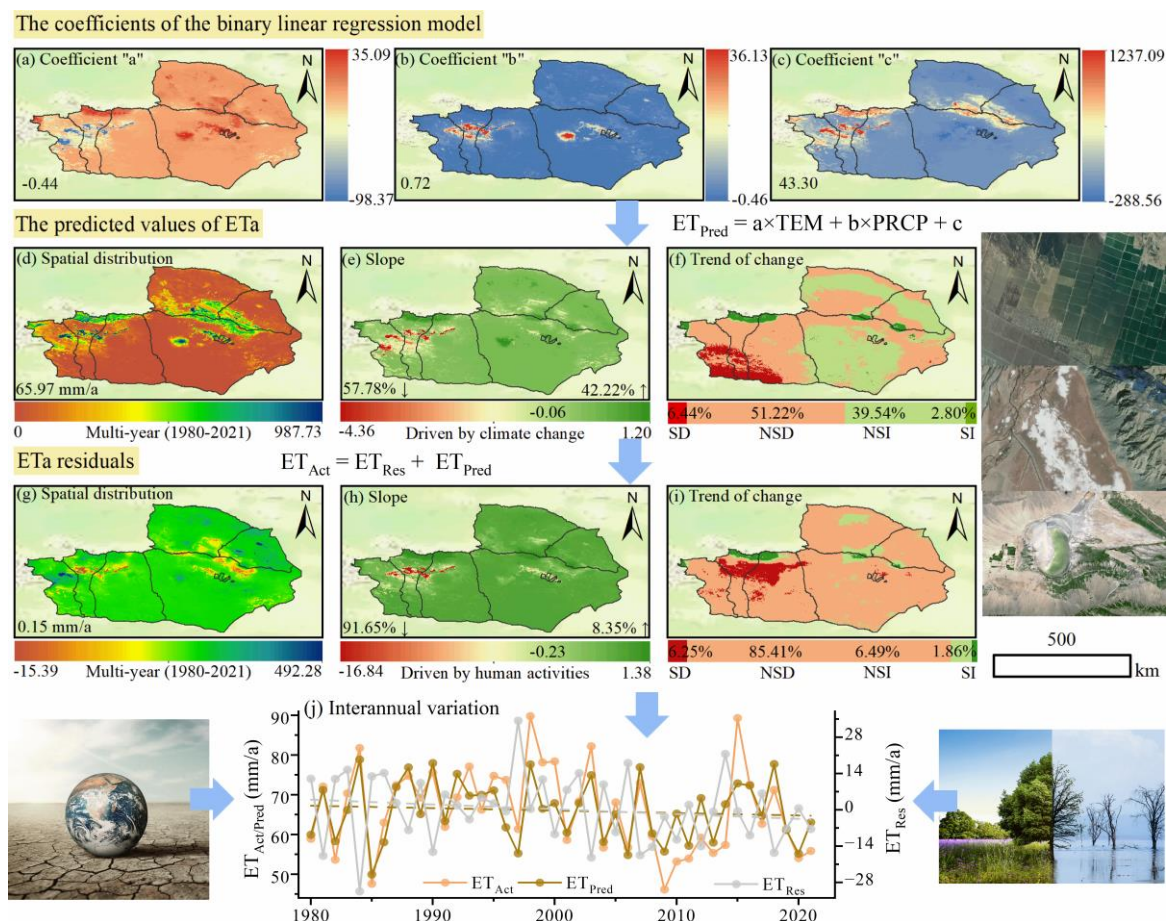 The coefficients of the binary linear regression model
(a) Coefficient "a"
N
35.09
-0.44
-98.37
(b) Coefficient "b"
N
36.13
0.72
-0.46
(c) Coefficient "c"
N
1237.09
43.30
-288.56
The predicted values of ETa
ET_Pred = a×TEM + b×PRCP + c
(d) Spatial distribution
N
65.97 mm/a
0 Multi-year (1980-2021) 987.73
(e) Slope
N
57.78% ↓ 42.22% ↑
-0.06
-4.36 Driven by climate change 1.20
(f) Trend of change
N
6.44% 51.22% 39.54% 2.80%
SD NSD NSI SI
ETa residuals
ET_Act = ET_Res + ET_Pred
(g) Spatial distribution
N
0.15 mm/a
-15.39 Multi-year (1980-2021) 492.28
(h) Slope
N
91.65% ↓ 8.35% ↑
-0.23
-16.84 Driven by human activities 1.38
(i) Trend of change
N
6.25% 85.41% 6.49% 1.86%
SD NSD NSI SI
500
km
(j) Interannual variation
ET_Act/Pred (mm/a)
90
80
70
60
50
28
14
0
-14
-28
ET_Res (mm/a)
ET_Act ET_Pred ET_Res
1980 1990 2000 2010 2020